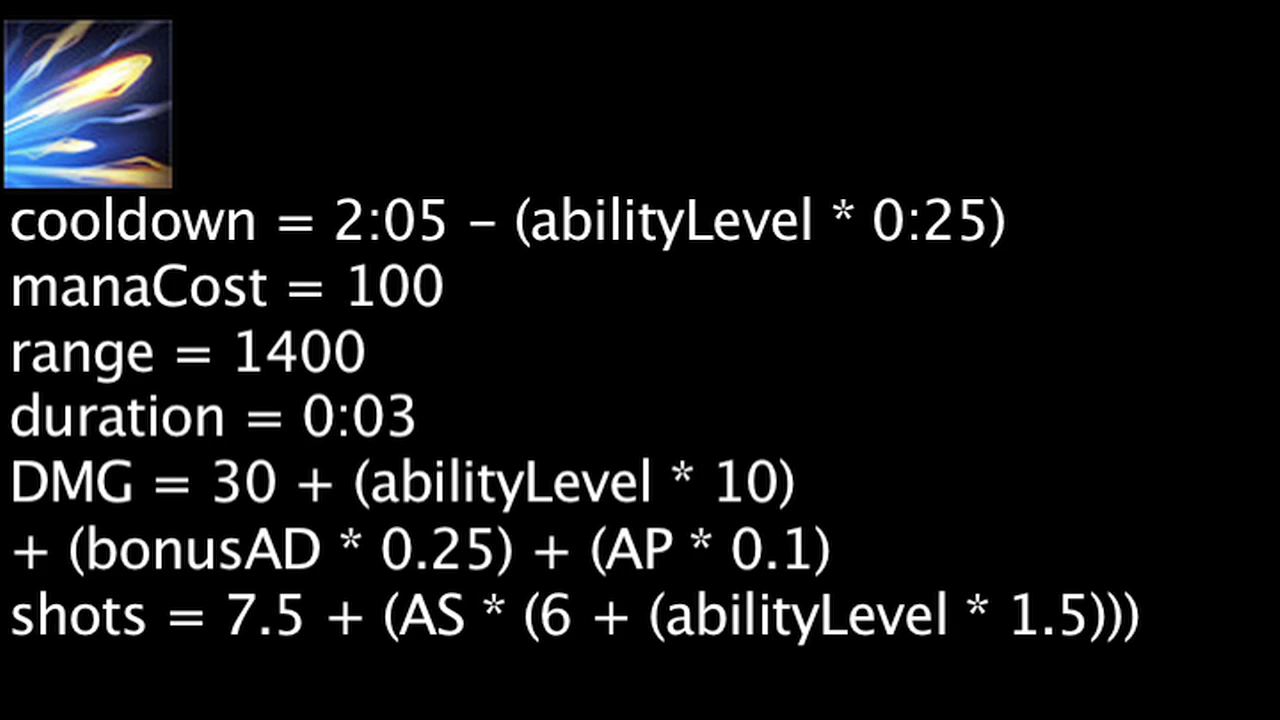 cooldown = 2:05 – (abilityLevel * 0:25)
manaCost = 100
range = 1400
duration = 0:03
DMG = 30 + (abilityLevel * 10)
+ (bonusAD * 0.25) + (AP * 0.1)
shots = 7.5 + (AS * (6 + (abilityLevel * 1.5)))